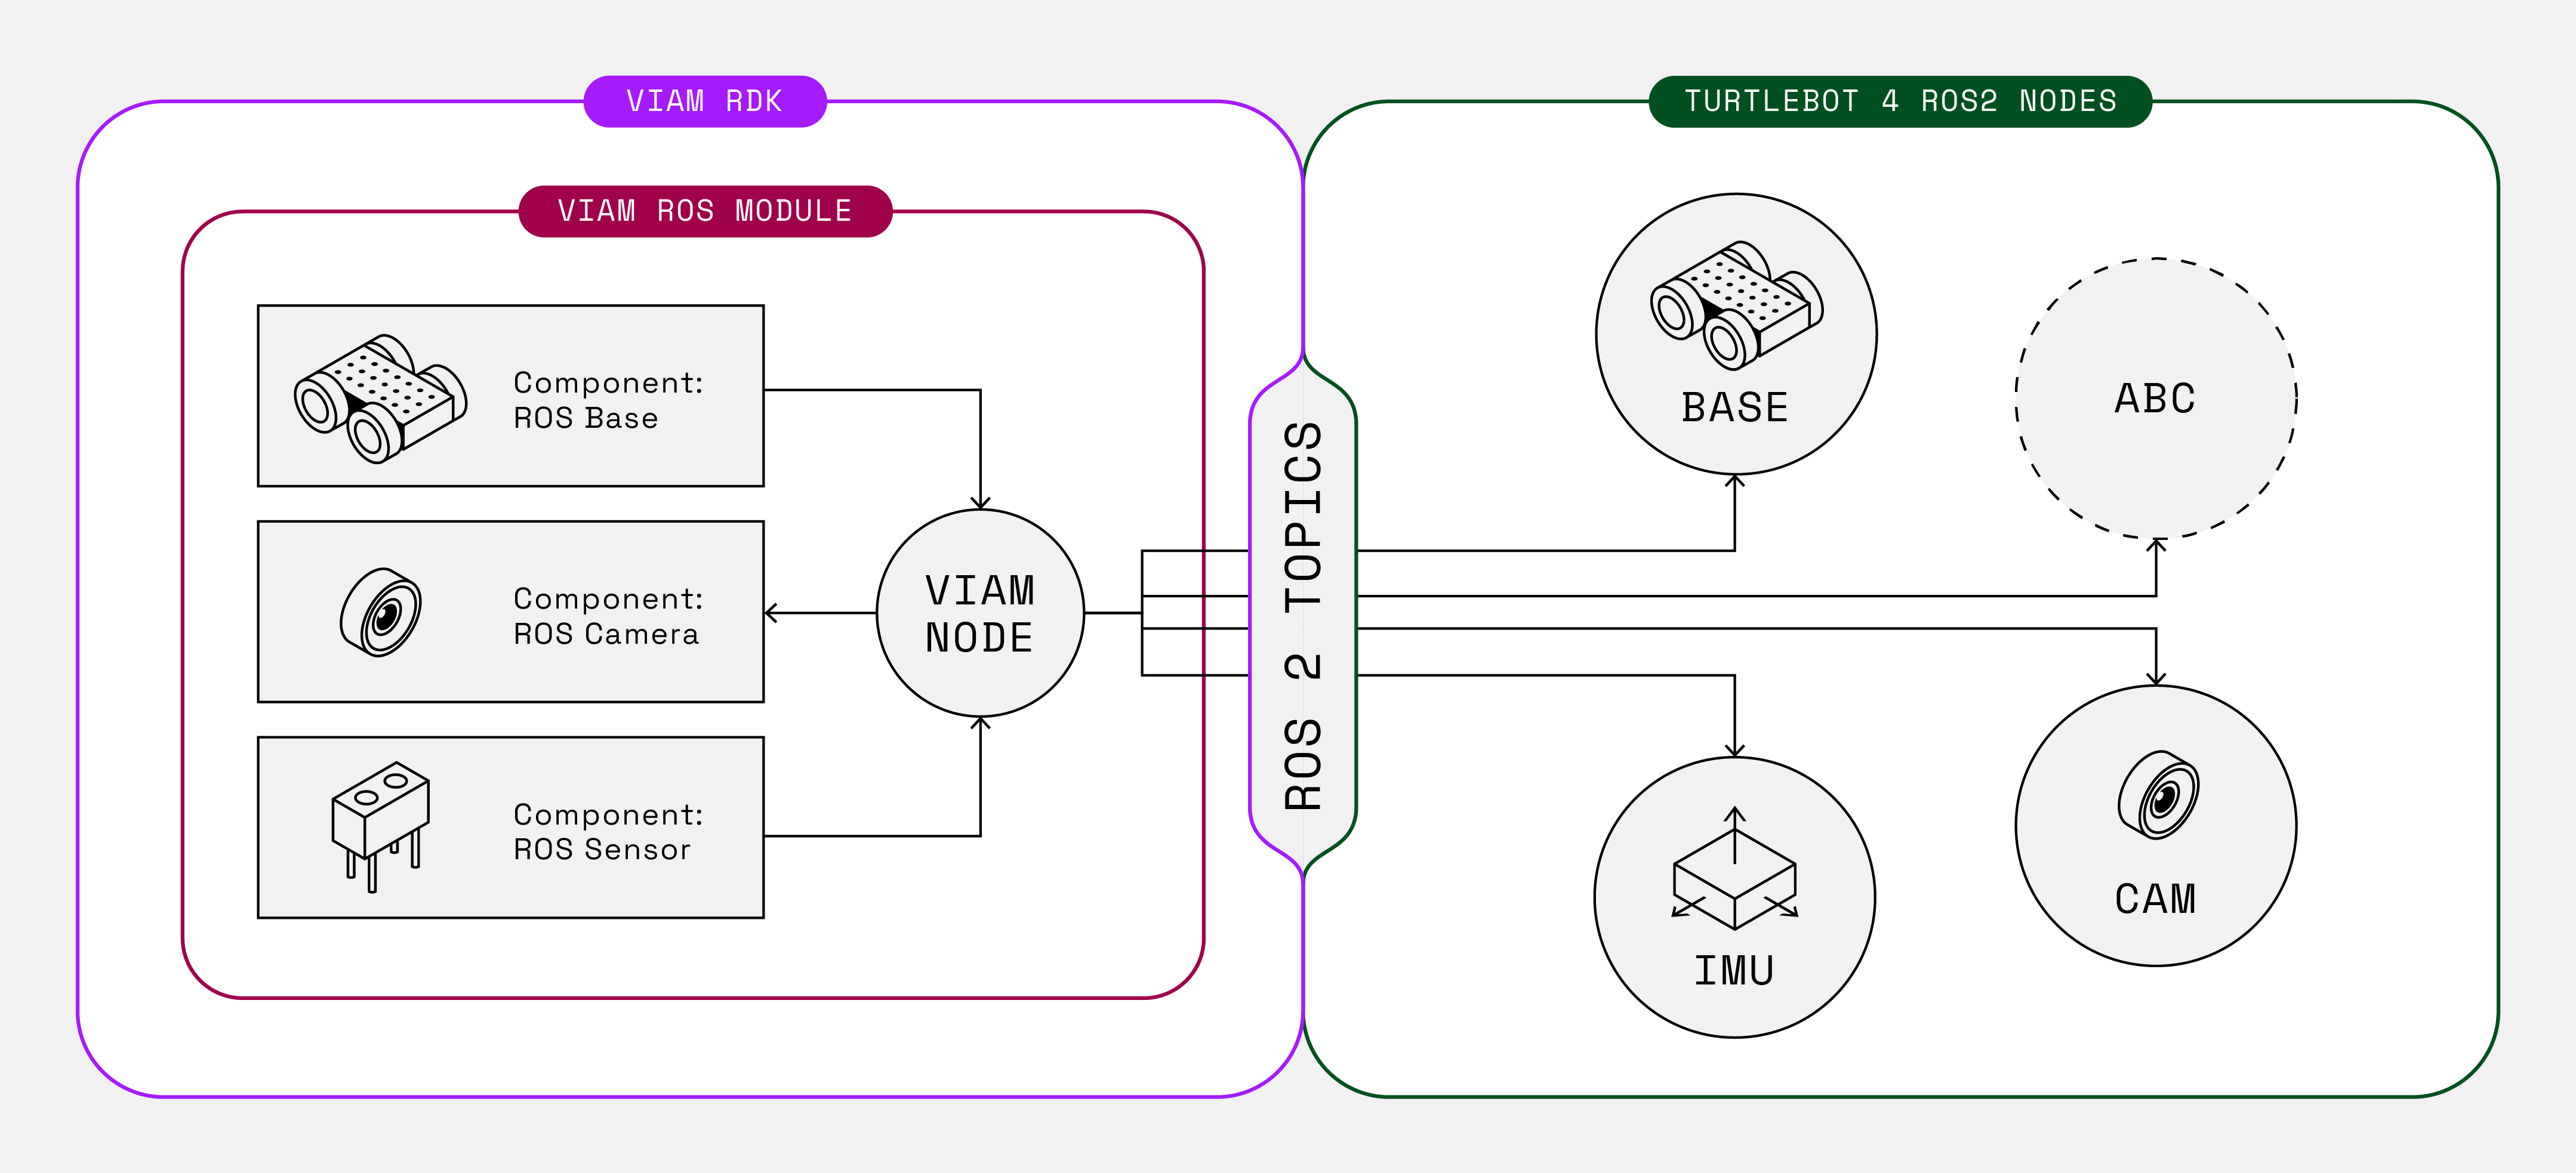 VIAM RDK
VIAM ROS MODULE
Component:
ROS Base
Component:
ROS Camera
Component:
ROS Sensor
VIAM
NODE
ROS 2 TOPICS
TURTLEBOT 4 ROS2 NODES
BASE
ABC
IMU
CAM